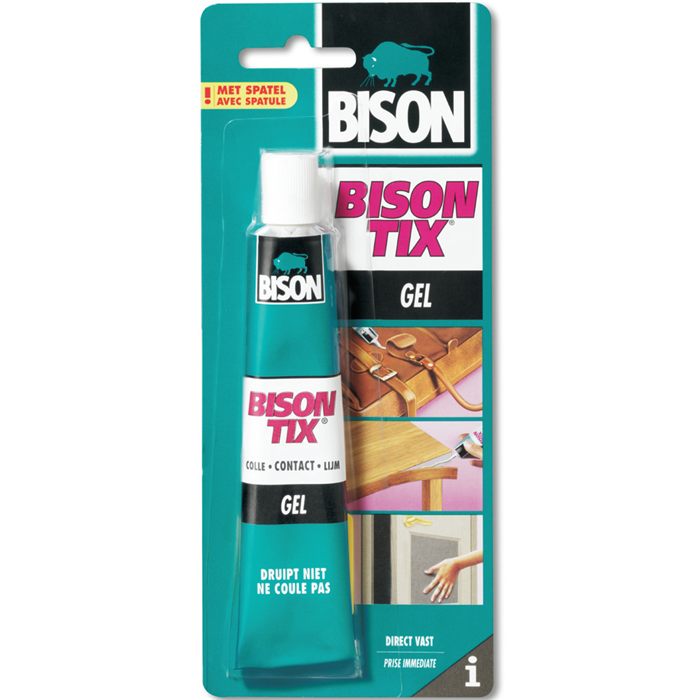 ! MET SPATEL
AVEC SPATULE
BISON
BISON
TIX®
GEL
BISON
BISON
TIX®
COLLE • CONTACT • LIJM
GEL
DRUIPT NIET
NE COULE PAS
DIRECT VAST
PRISE IMMEDIATE
i